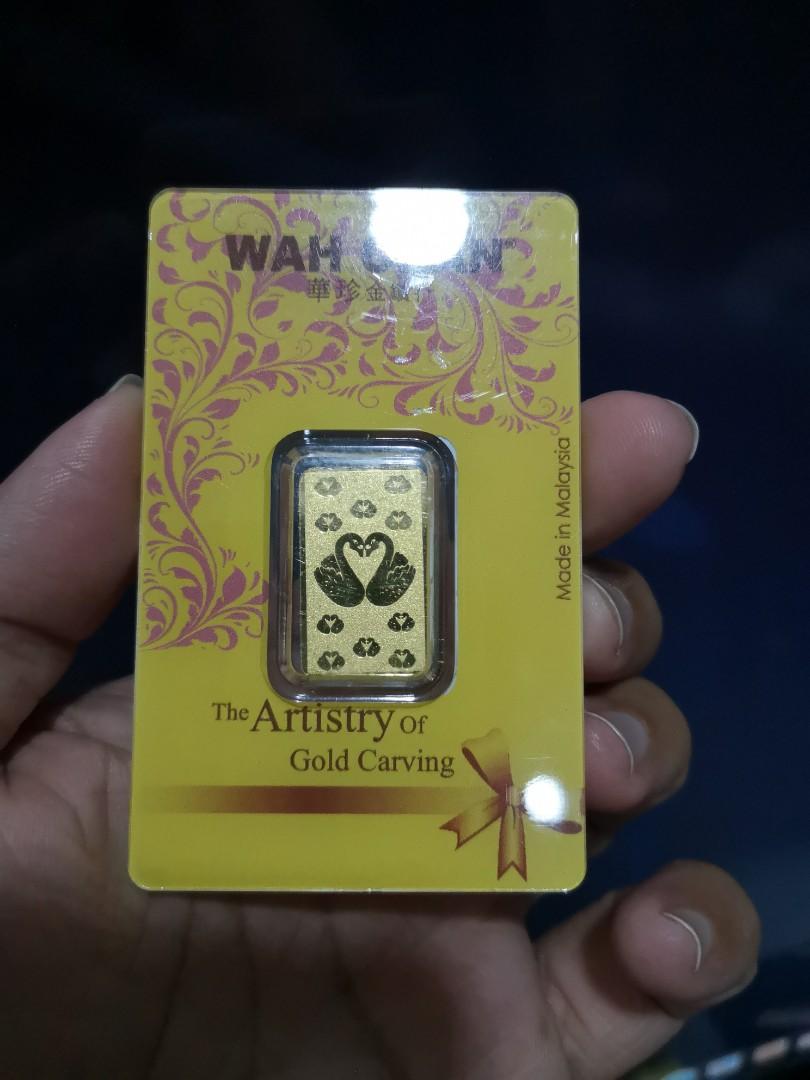 WAH
華珍金
The Artistry Of
Gold Carving
Made in Malaysia